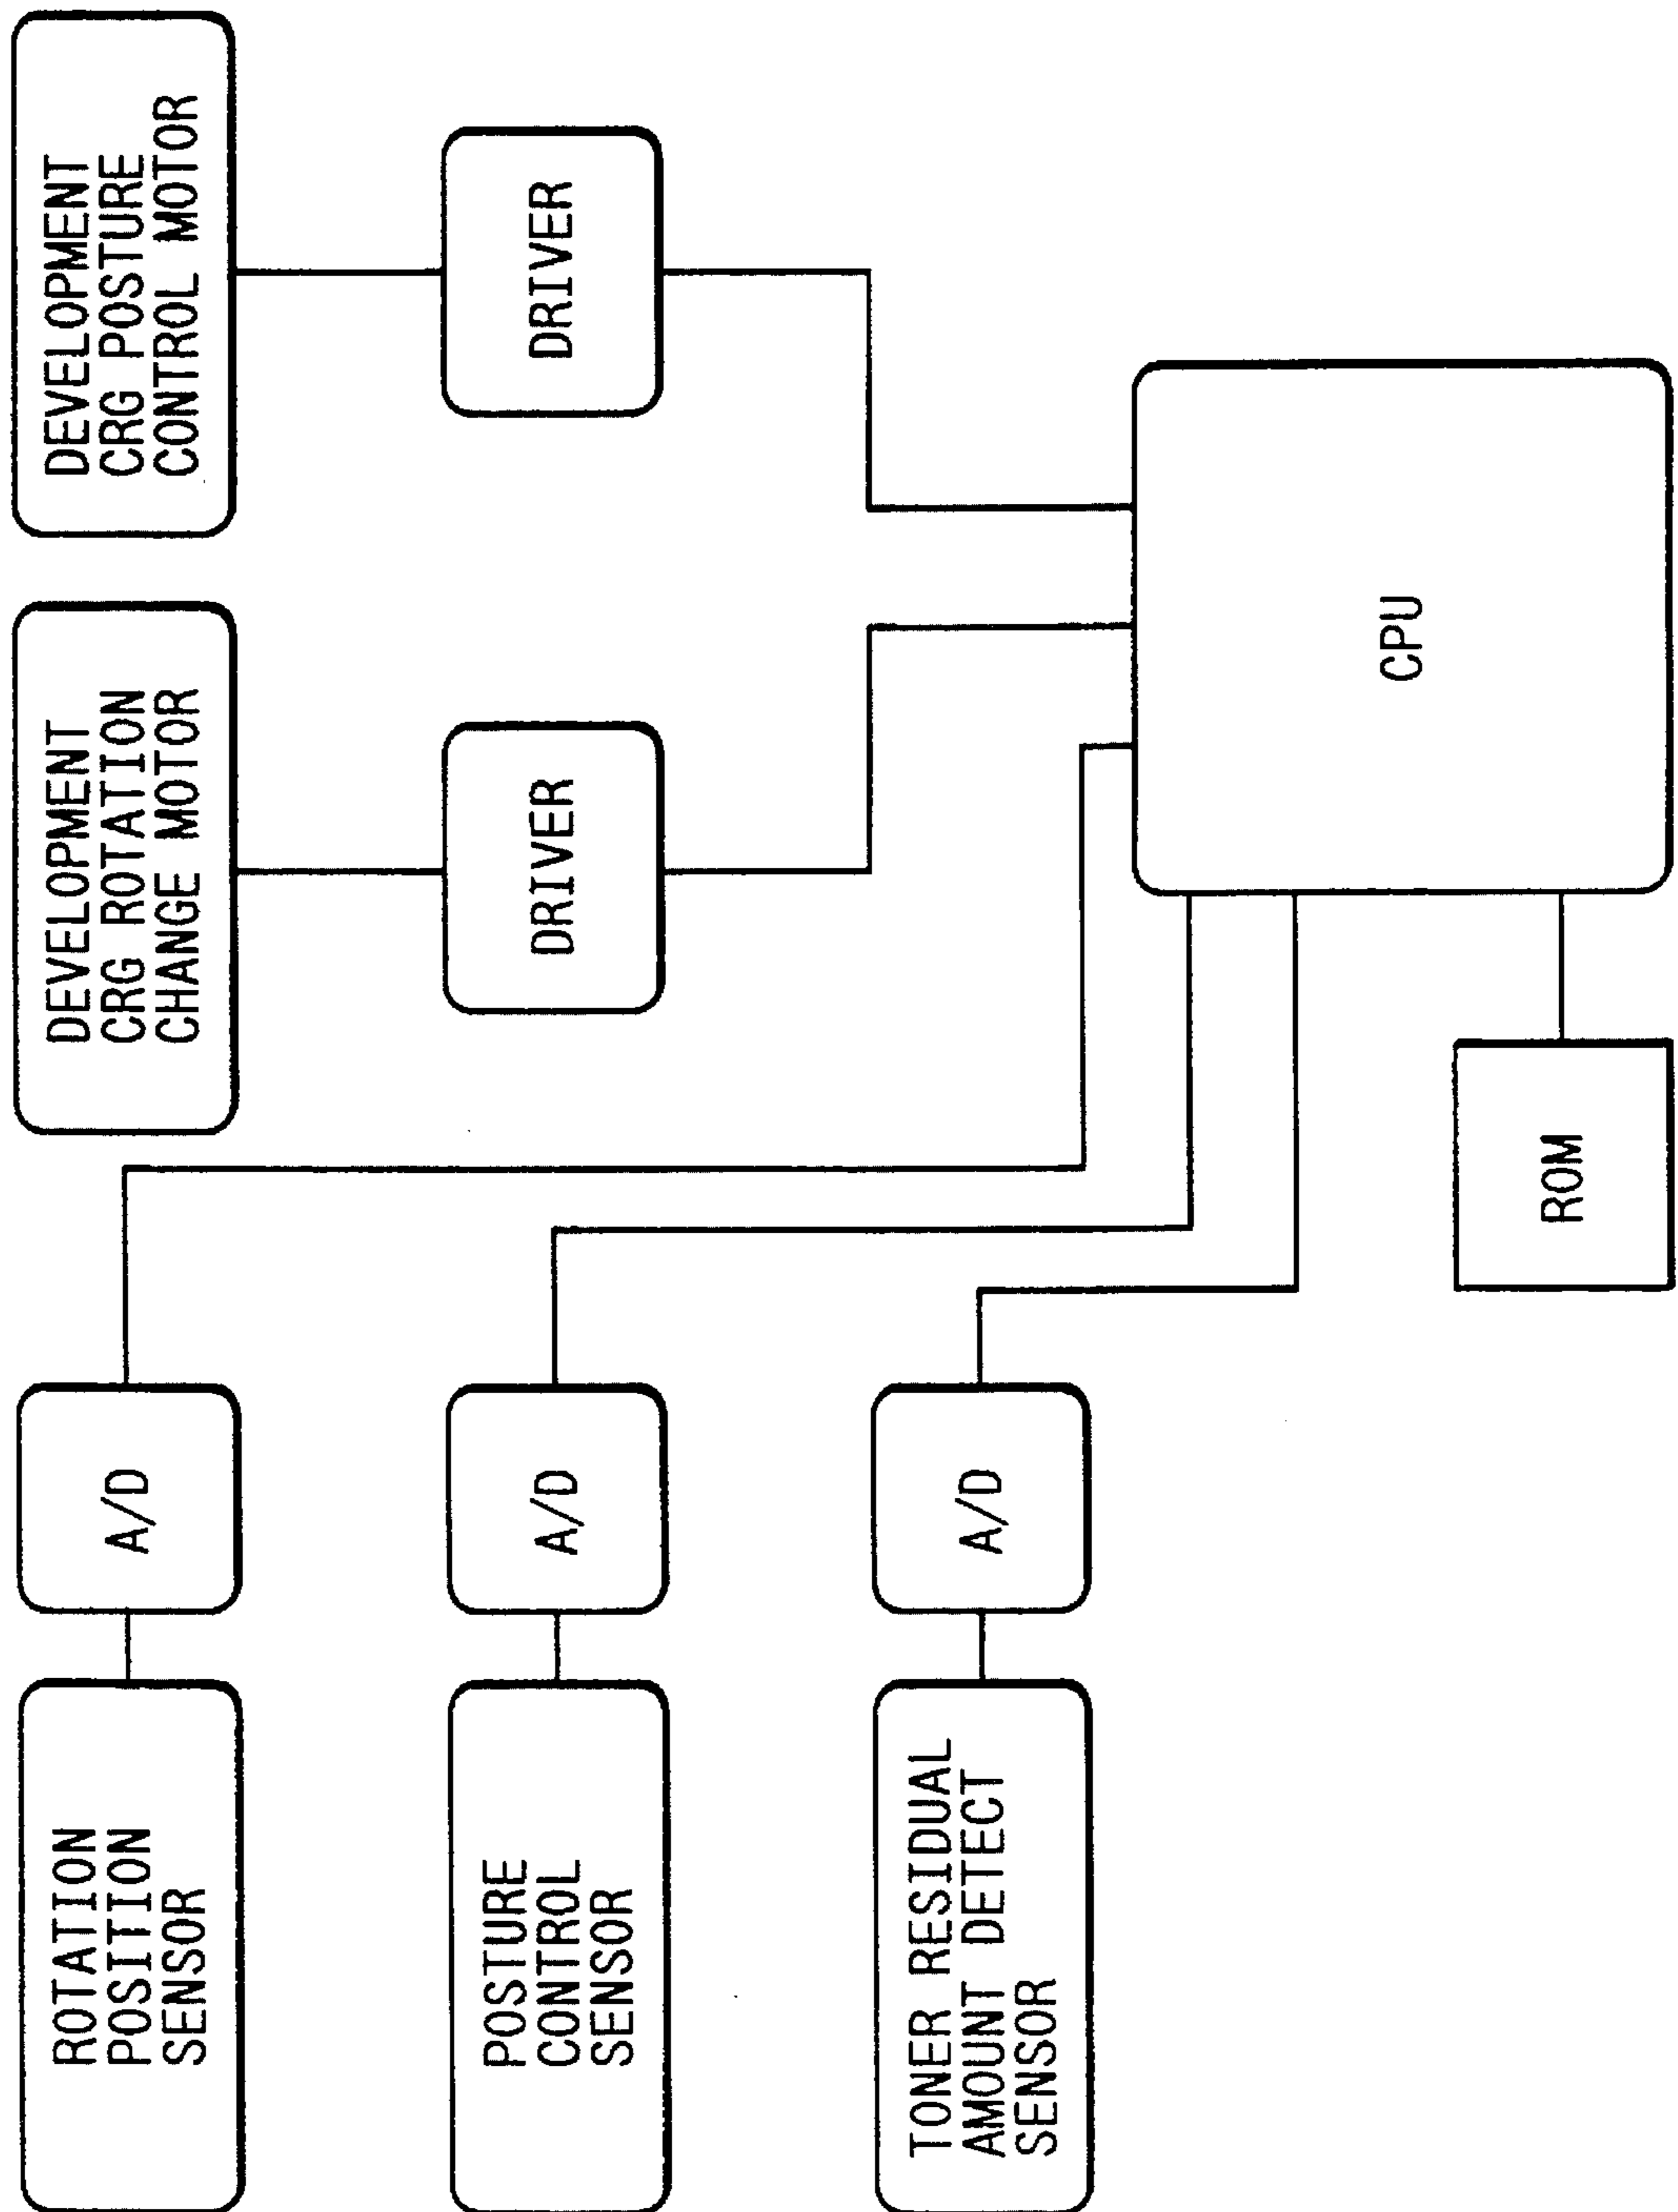 ROTATION
POSITION
SENSOR
A/D
DEVELOPMENT
CRG ROTATION
CHANGE MOTOR
DEVELOPMENT
CRG POSTURE
CONTROL MOTOR
POSTURE
CONTROL
SENSOR
A/D
DRIVER
DRIVER
TONER RESIDUAL
AMOUNT DETECT
SENSOR
A/D
CPU
ROM